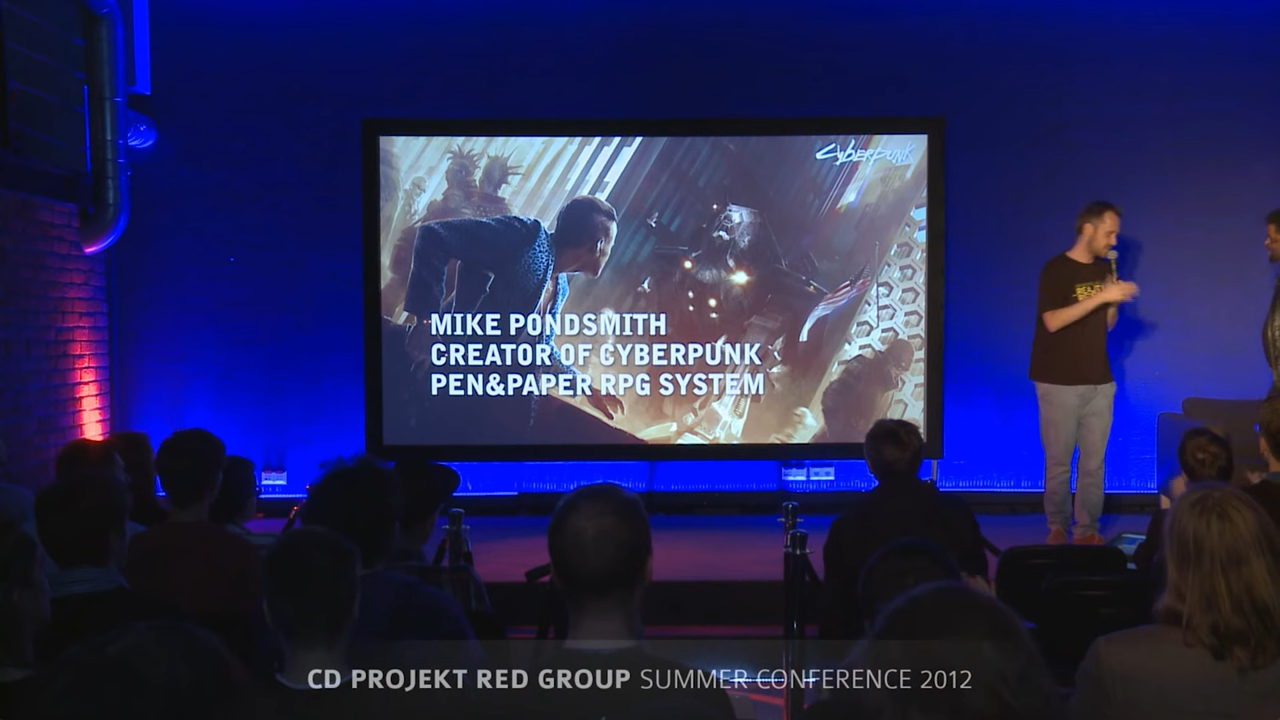 Cyberpunk
MIKE PONDSMITH
CREATOR OF CYBERPUNK
PEN&PAPER RPG SYSTEM
CD PROJEKT RED GROUP SUMMER CONFERENCE 2012